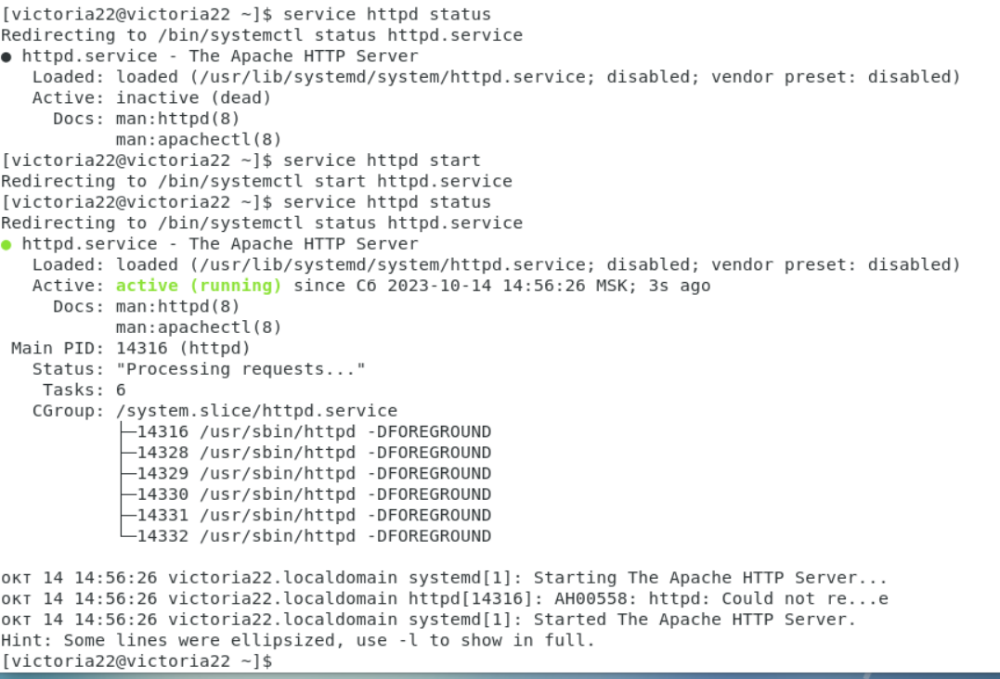 [victoria22@victoria22 ~]$ service httpd status
Redirecting to /bin/systemctl status httpd.service
● httpd.service - The Apache HTTP Server
   Loaded: loaded (/usr/lib/systemd/system/httpd.service; disabled; vendor preset: disabled)
   Active: inactive (dead)
     Docs: man:httpd(8)
           man:apachectl(8)
[victoria22@victoria22 ~]$ service httpd start
Redirecting to /bin/systemctl start httpd.service
[victoria22@victoria22 ~]$ service httpd status
Redirecting to /bin/systemctl status httpd.service
● httpd.service - The Apache HTTP Server
   Loaded: loaded (/usr/lib/systemd/system/httpd.service; disabled; vendor preset: disabled)
   Active: active (running) since Сб 2023-10-14 14:56:26 MSK; 3s ago
     Docs: man:httpd(8)
           man:apachectl(8)
 Main PID: 14316 (httpd)
   Status: "Processing requests..."
    Tasks: 6
   CGroup: /system.slice/httpd.service
           ├─14316 /usr/sbin/httpd -DFOREGROUND
           ├─14328 /usr/sbin/httpd -DFOREGROUND
           ├─14329 /usr/sbin/httpd -DFOREGROUND
           ├─14330 /usr/sbin/httpd -DFOREGROUND
           ├─14331 /usr/sbin/httpd -DFOREGROUND
           └─14332 /usr/sbin/httpd -DFOREGROUND

окт 14 14:56:26 victoria22.localdomain systemd[1]: Starting The Apache HTTP Server...
окт 14 14:56:26 victoria22.localdomain httpd[14316]: AH00558: httpd: Could not re...e
окт 14 14:56:26 victoria22.localdomain systemd[1]: Started The Apache HTTP Server.
Hint: Some lines were ellipsized, use -l to show in full.
[victoria22@victoria22 ~]$